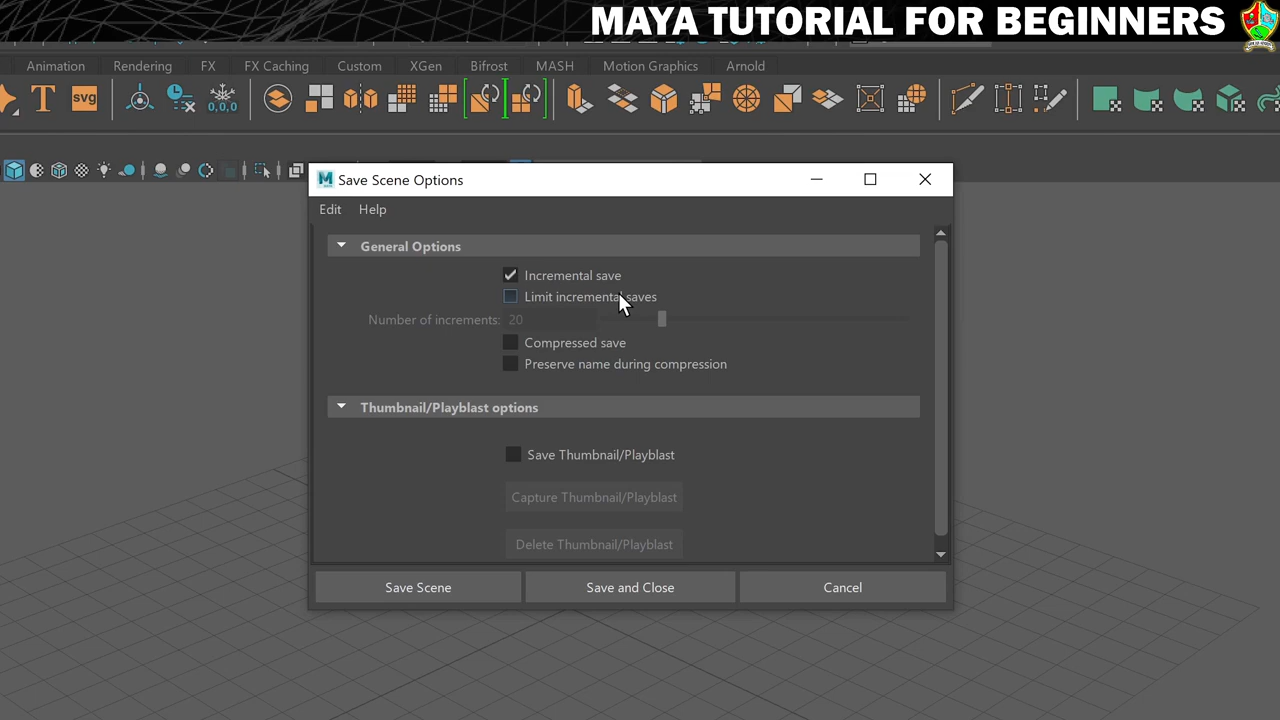 MAYA TUTORIAL FOR BEGINNERS
Animation Rendering FX FX Caching Custom XGen Bifrost MASH Motion Graphics Arnold
T svg 0,0,0
Save Scene Options
Edit Help
General Options
Incremental save
Limit incremental saves
Number of increments: 20
Compressed save
Preserve name during compression
Thumbnail/Playblast options
Save Thumbnail/Playblast
Capture Thumbnail/Playblast
Delete Thumbnail/Playblast
Save Scene Save and Close Cancel